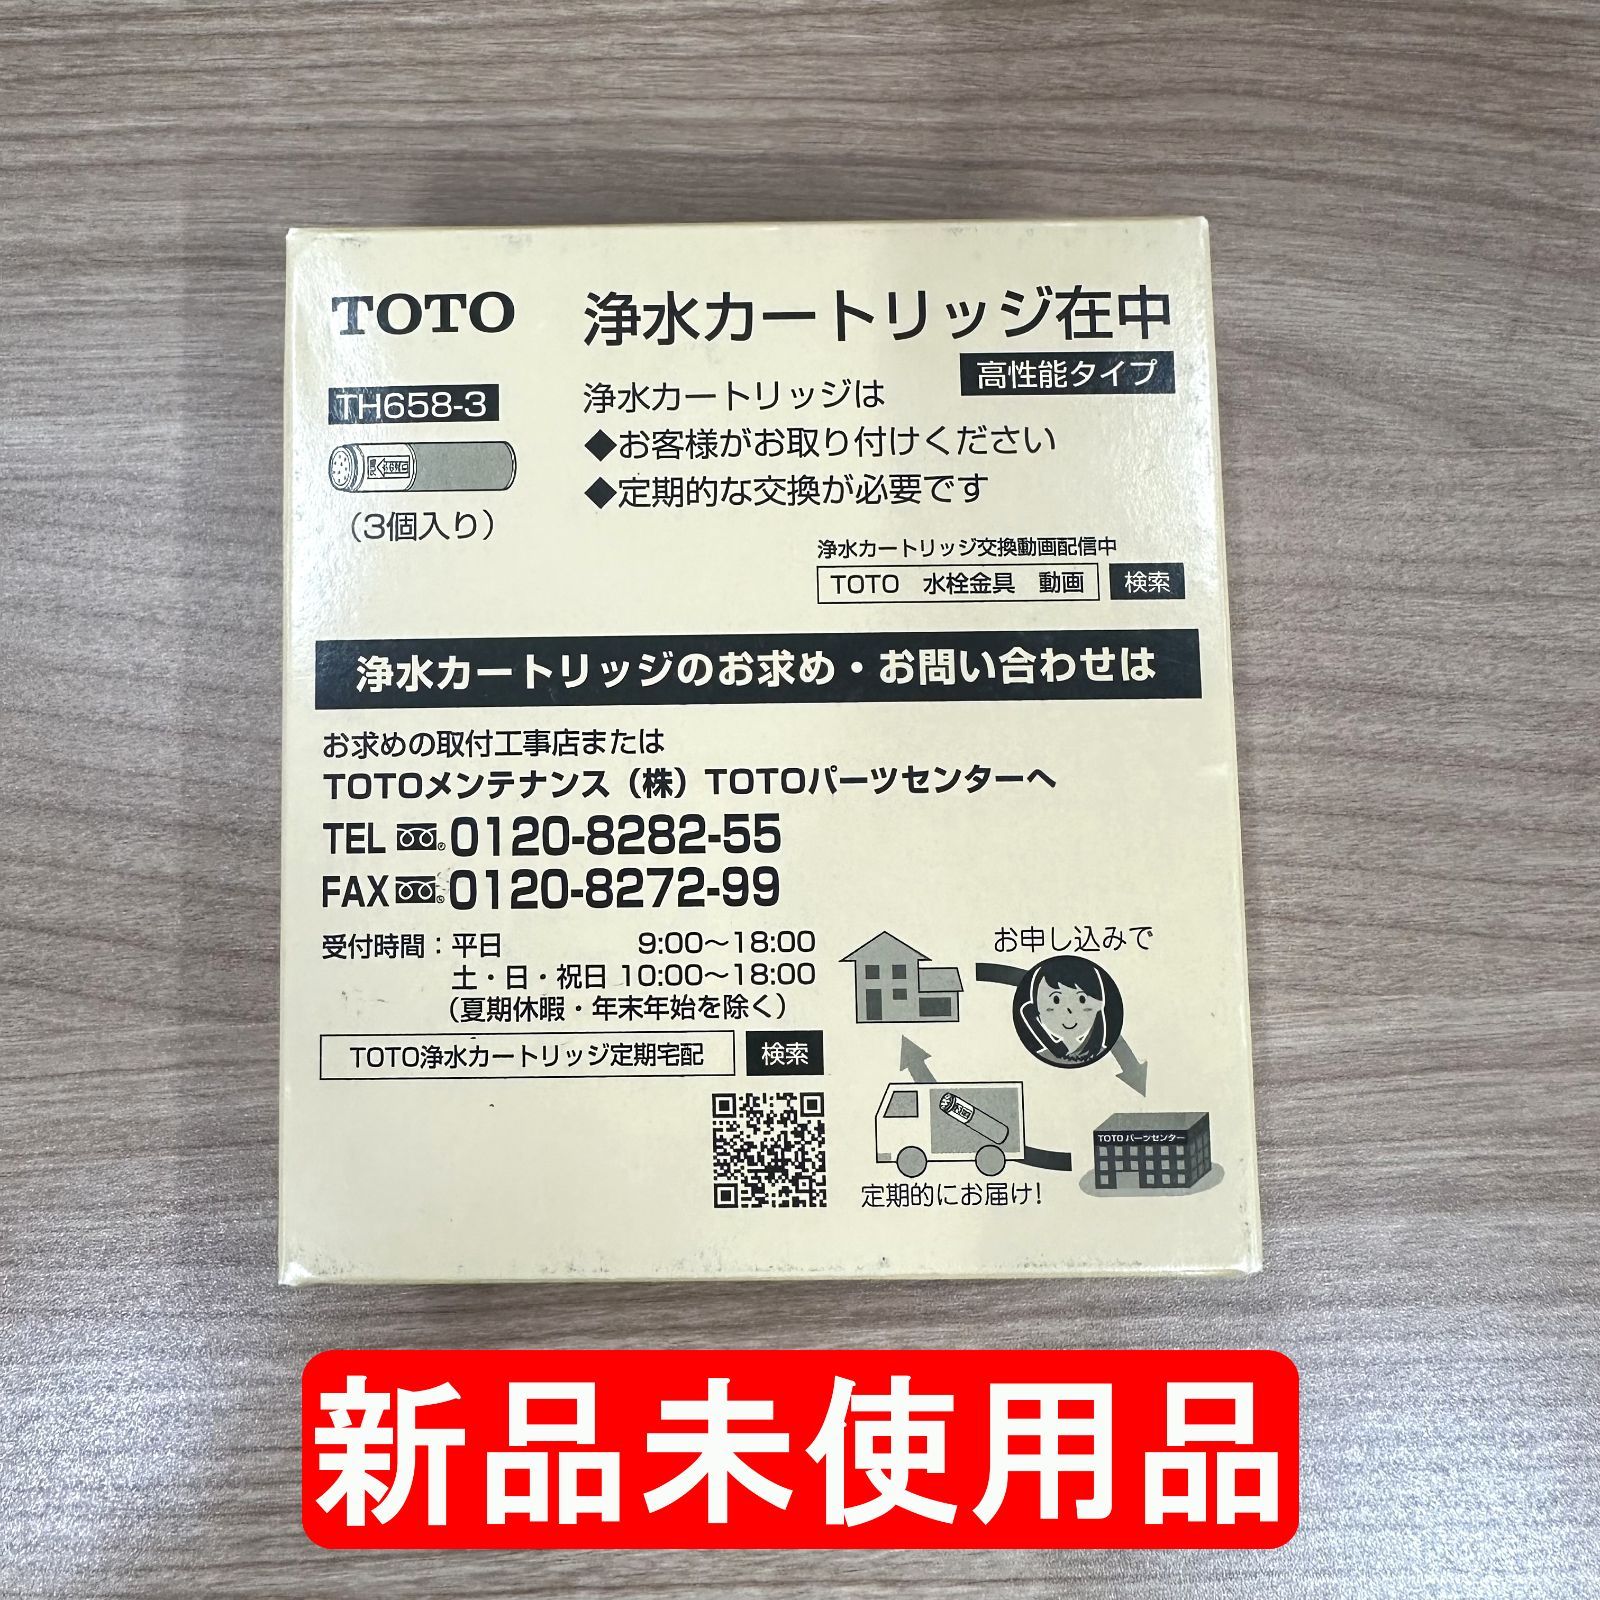 TOTO
浄水カートリッジ在中
高性能タイプ
TH658-3
(3個入り)
浄水カートリッジは
◆お客様がお取り付けください
◆定期的な交換が必要です
浄水カートリッジ交換動画配信中
TOTO 水栓金具 動画 検索
浄水カートリッジのお求め・お問い合わせは
お求めの取付工事店または
TOTOメンテナンス(株)TOTOパーツセンターへ
TEL 0120-8282-55
FAX 0120-8272-99
受付時間:平日 9:00〜18:00
土・日・祝日 10:00〜18:00
(夏期休暇・年末年始を除く)
TOTO浄水カートリッジ定期宅配 検索
お申し込みで
TOTO パーツセンター
定期的にお届け!
新品未使用品